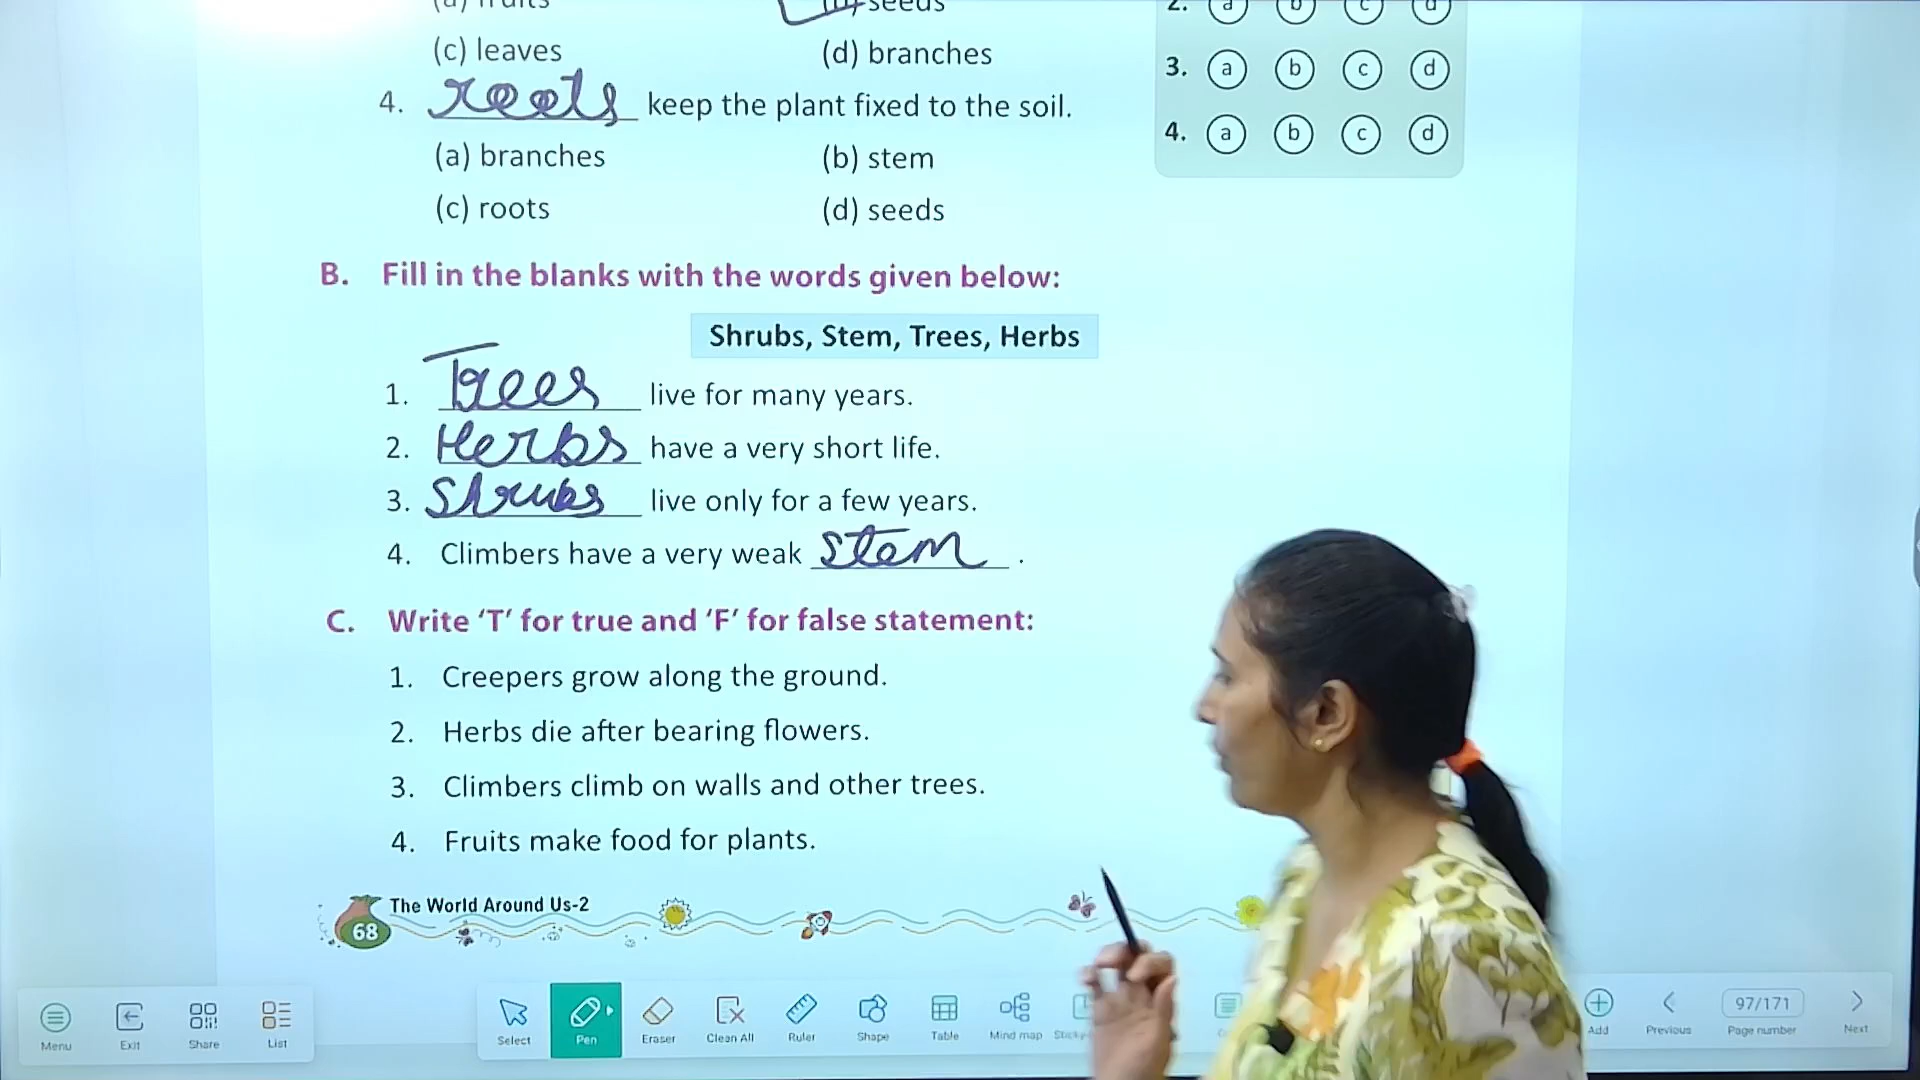 (a) fruits (b) seeds
(c) leaves (d) branches
2. a b c d
3. a b c d
4. a b c d
4. roots keep the plant fixed to the soil.
(a) branches (b) stem
(c) roots (d) seeds
B. Fill in the blanks with the words given below:
Shrubs, Stem, Trees, Herbs
1. Trees live for many years.
2. Herbs have a very short life.
3. Shrubs live only for a few years.
4. Climbers have a very weak stem .
C. Write ‘T’ for true and ‘F’ for false statement:
1. Creepers grow along the ground.
2. Herbs die after bearing flowers.
3. Climbers climb on walls and other trees.
4. Fruits make food for plants.
The World Around Us-2
68
Menu Exit Share List Select Pen Eraser Clean All Ruler Shape Table Mind map Add Previous Page number Next
97/171